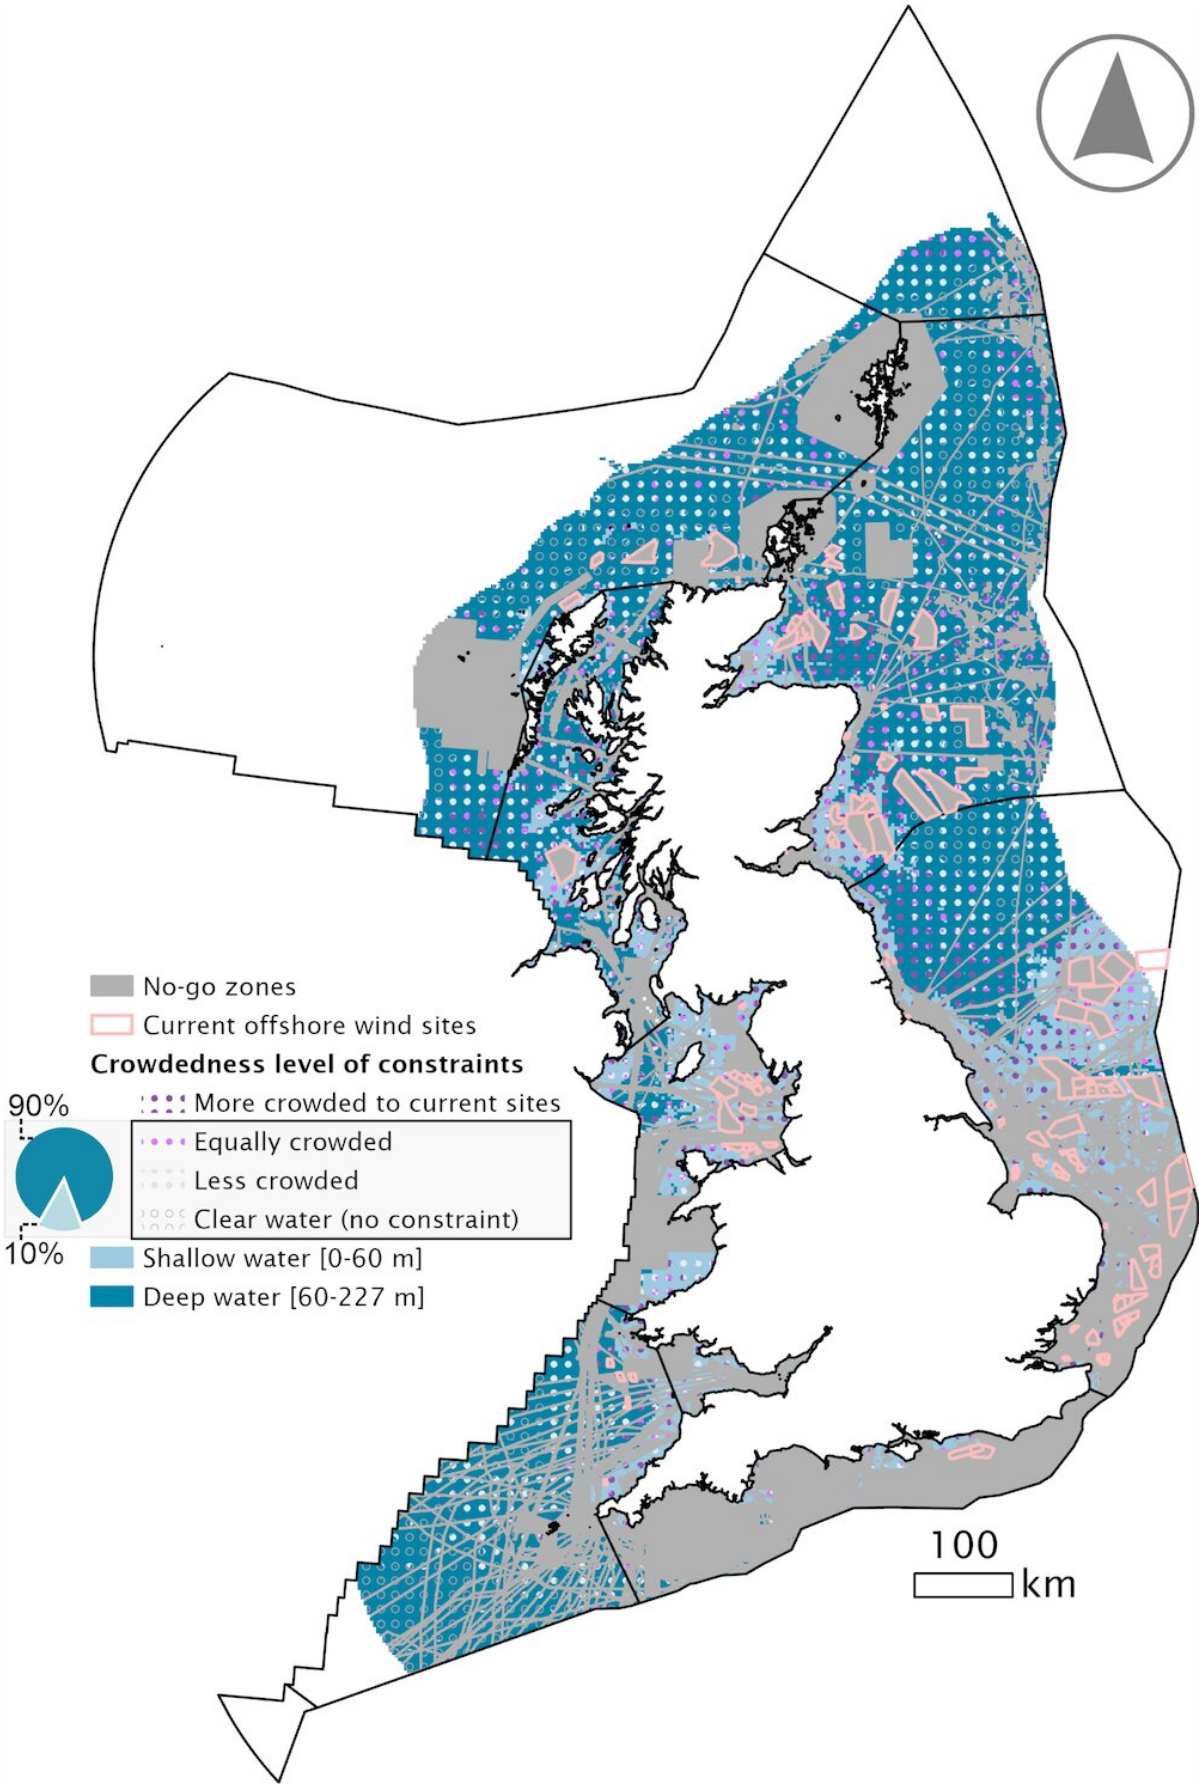 No-go zones
Current offshore wind sites
Crowdedness level of constraints
90%
More crowded to current sites
Equally crowded
Less crowded
Clear water (no constraint)
10%
Shallow water [0-60 m]
Deep water [60-227 m]
100
km